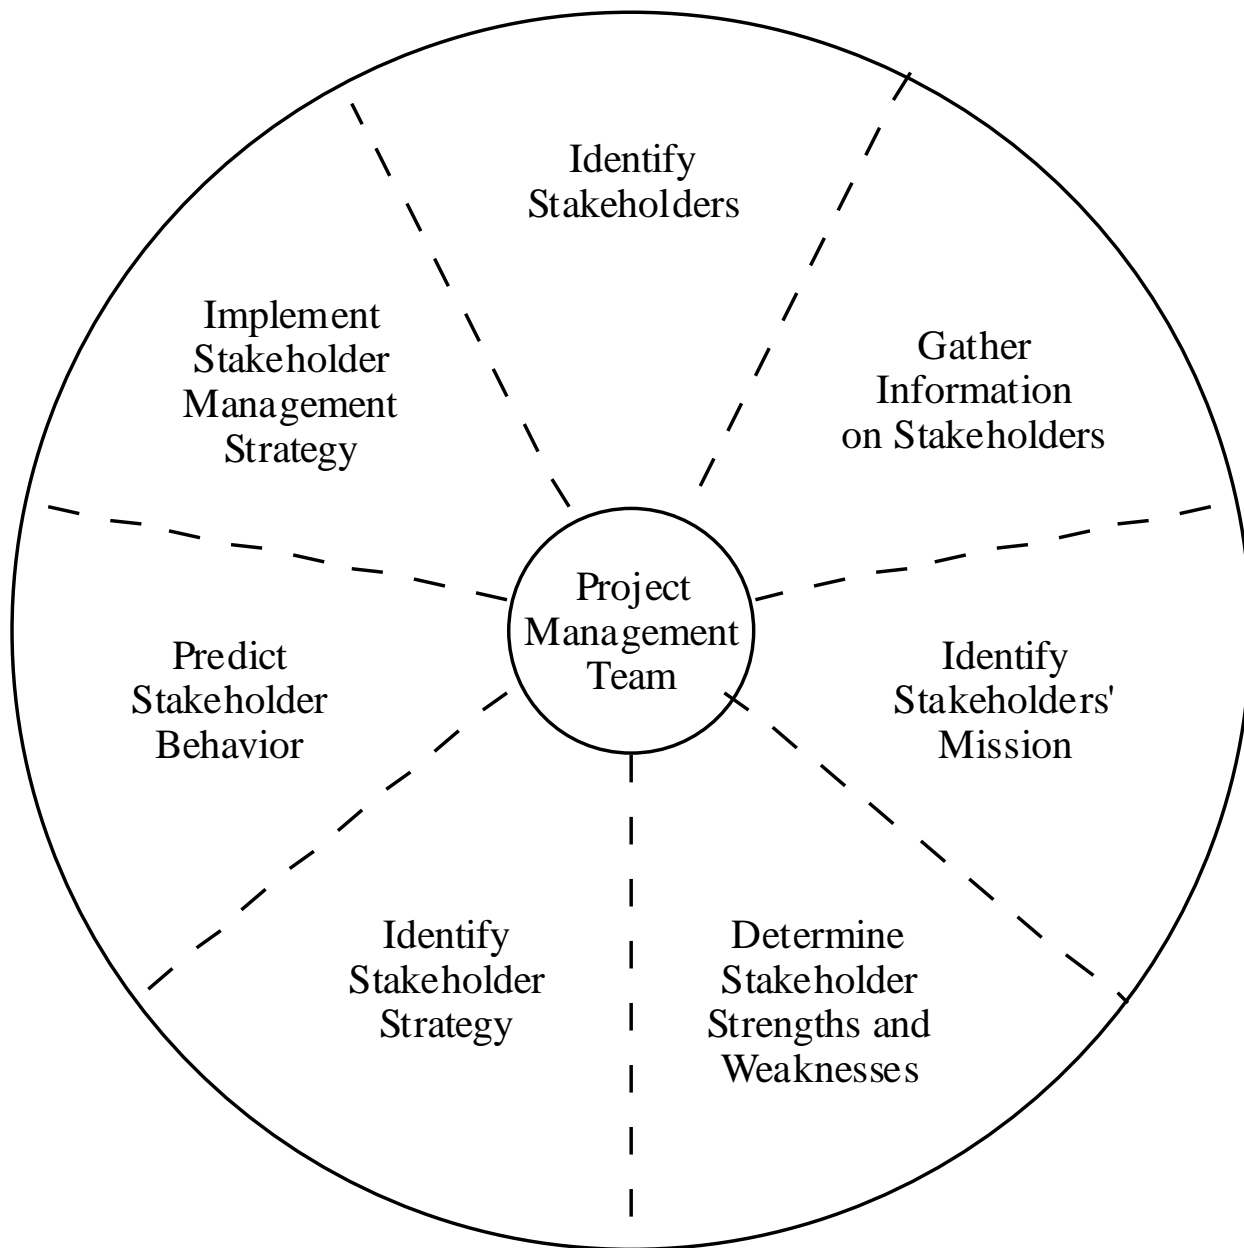 Identify
Stakeholders
Gather
Information
on Stakeholders
Identify
Stakeholders'
Mission
Determine
Stakeholder
Strengths and
Weaknesses
Identify
Stakeholder
Strategy
Predict
Stakeholder
Behavior
Implement
Stakeholder
Management
Strategy
Project
Management
Team